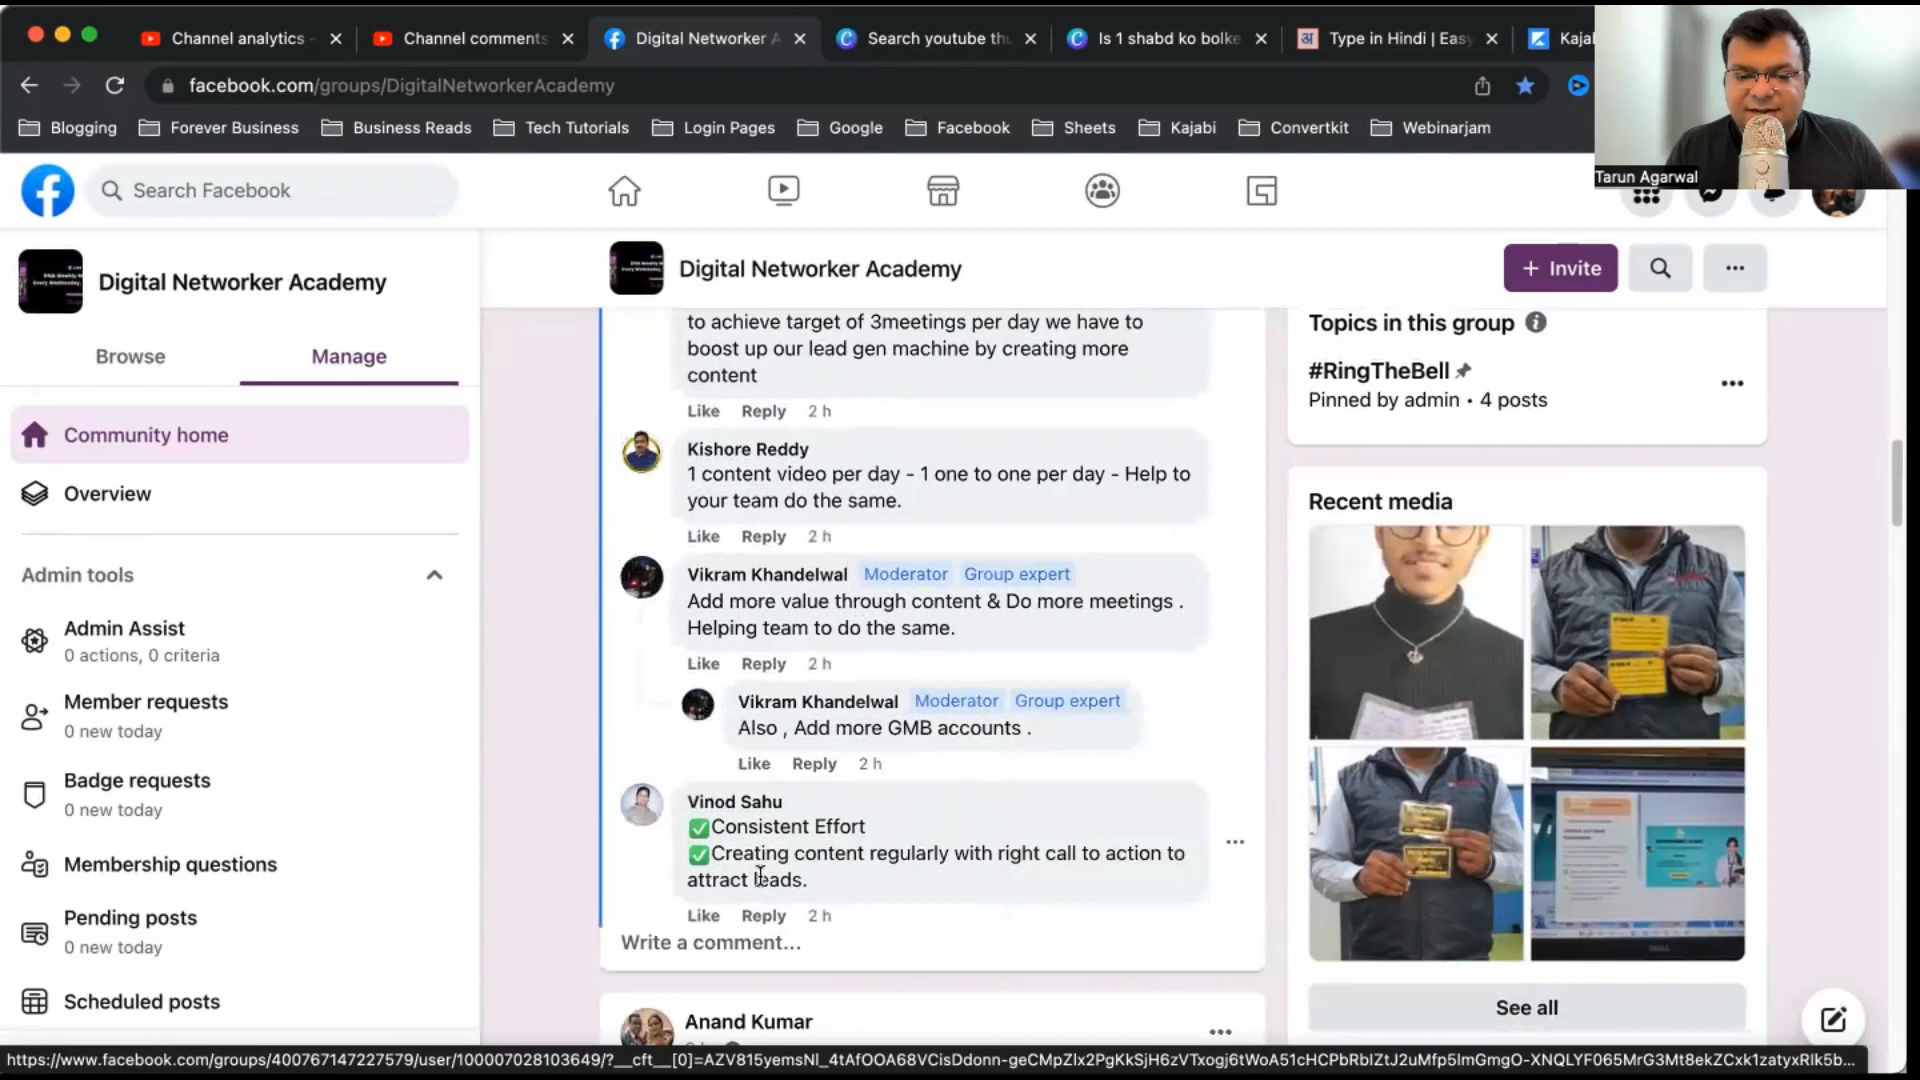 Channel analytics -
Channel comments
Digital Networker A
Search youtube thu
Is 1 shabd ko bolke
अ
Type in Hindi | Easy
Kajab
facebook.com/groups/DigitalNetworkerAcademy
Blogging
Forever Business
Business Reads
Tech Tutorials
Login Pages
Google
Facebook
Sheets
Kajabi
Convertkit
Webinarjam
Tarun Agarwal
Search Facebook
Digital Networker Academy
Browse
Manage
Community home
Overview
Admin tools
Admin Assist
0 actions, 0 criteria
Member requests
0 new today
Badge requests
0 new today
Membership questions
Pending posts
0 new today
Scheduled posts
Digital Networker Academy
+ Invite
to achieve target of 3meetings per day we have to
boost up our lead gen machine by creating more
content
Like Reply 2 h
Kishore Reddy
1 content video per day - 1 one to one per day - Help to
your team do the same.
Like Reply 2 h
Vikram Khandelwal Moderator Group expert
Add more value through content & Do more meetings .
Helping team to do the same.
Like Reply 2 h
Vikram Khandelwal Moderator Group expert
Also , Add more GMB accounts .
Like Reply 2 h
Vinod Sahu
✅Consistent Effort
✅Creating content regularly with right call to action to
attract leads.
Like Reply 2 h
Write a comment...
Anand Kumar
Topics in this group
#RingTheBell
Pinned by admin • 4 posts
Recent media
See all